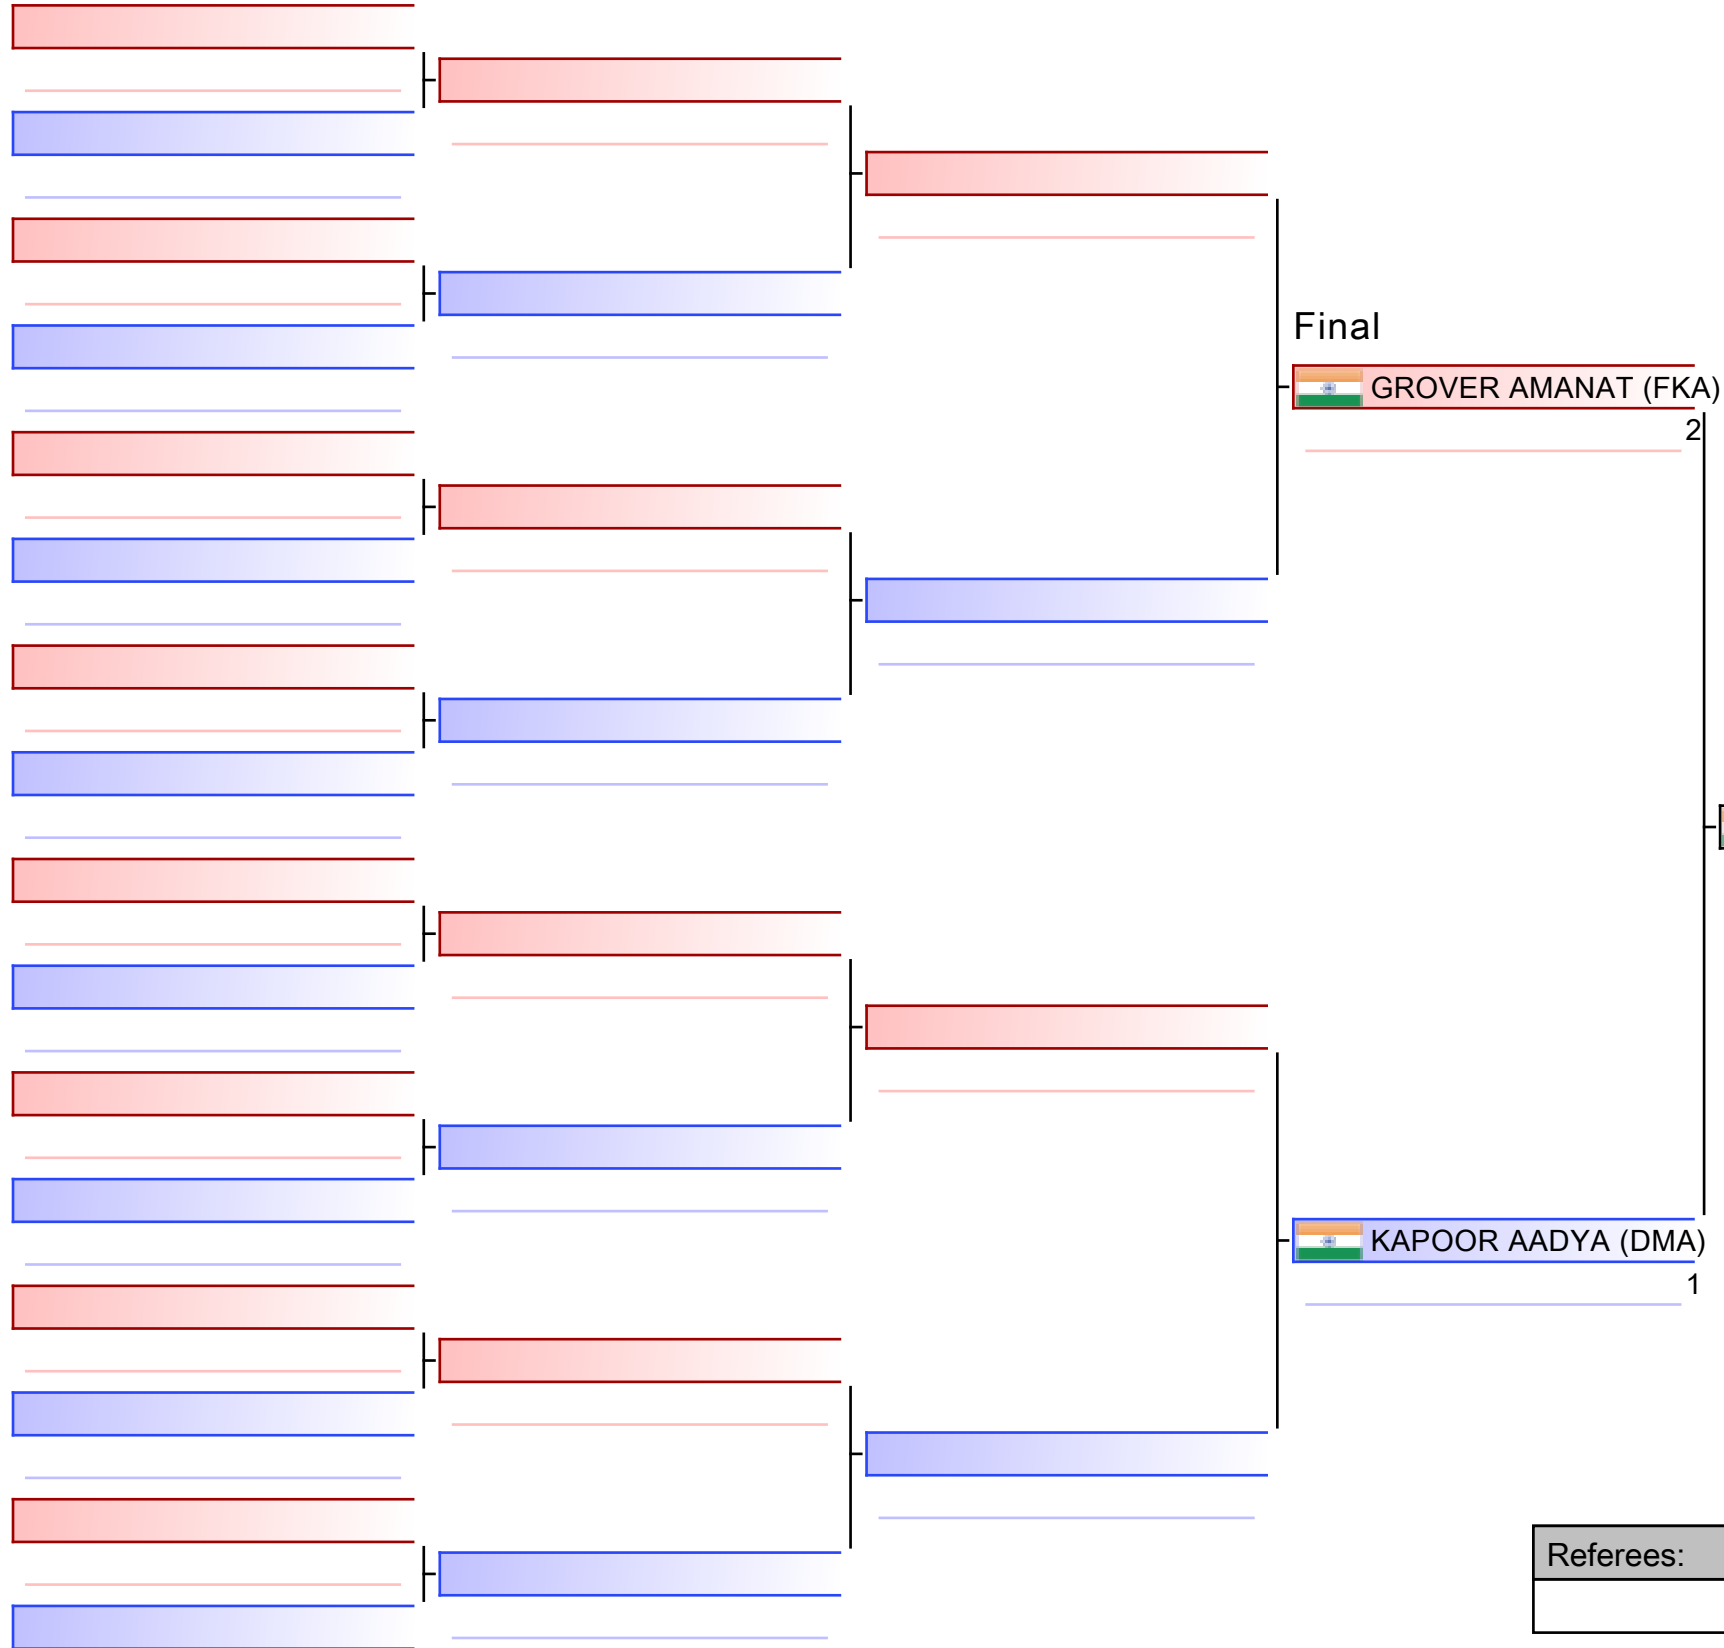 Final
GROVER AMANAT (FKA)
2
KAPOOR AADYA (DMA)
1
Referees: